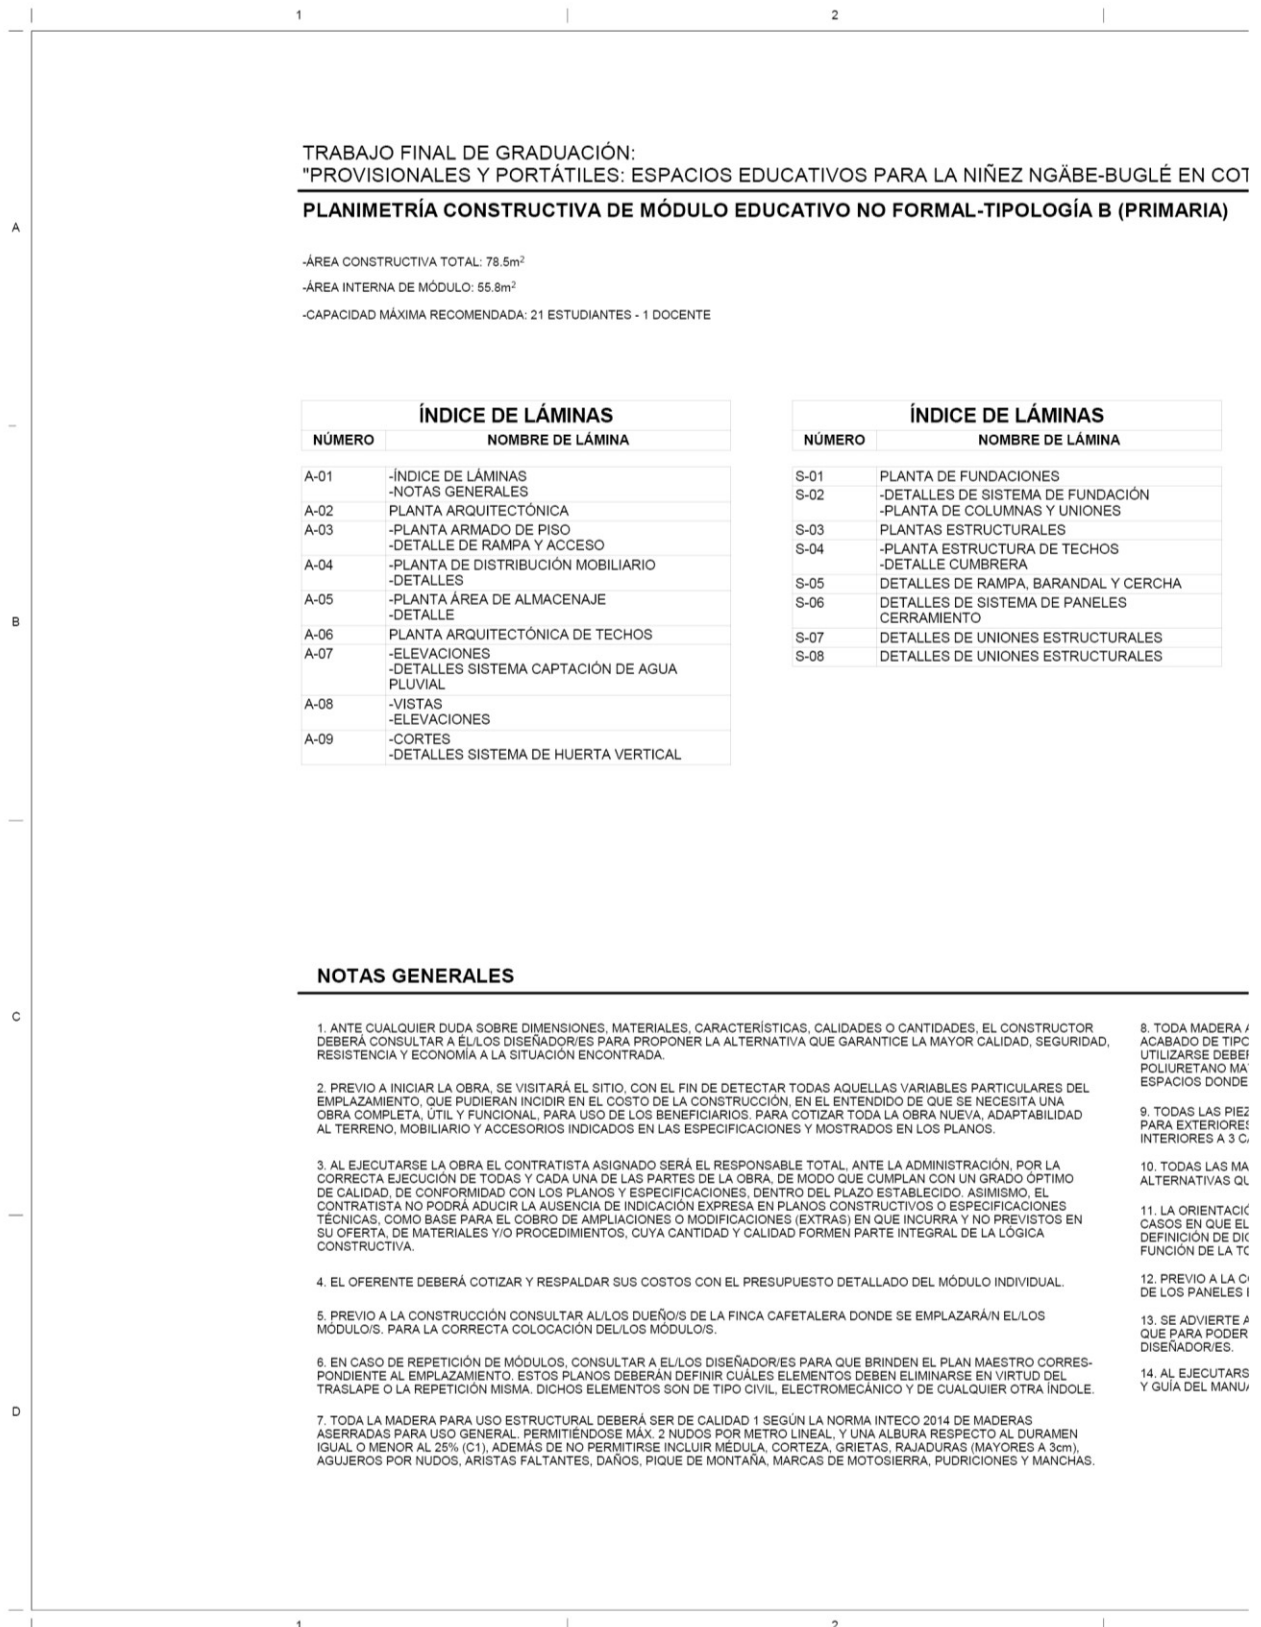 1
2
TRABAJO FINAL DE GRADUACIÓN:
"PROVISIONALES Y PORTÁTILES: ESPACIOS EDUCATIVOS PARA LA NIÑEZ NGÄBE-BUGLÉ EN COT
PLANIMETRÍA CONSTRUCTIVA DE MÓDULO EDUCATIVO NO FORMAL-TIPOLOGÍA B (PRIMARIA)
A
-ÁREA CONSTRUCTIVA TOTAL: 78.5m²
-ÁREA INTERNA DE MÓDULO: 55.8m²
-CAPACIDAD MÁXIMA RECOMENDADA: 21 ESTUDIANTES - 1 DOCENTE
ÍNDICE DE LÁMINAS
NÚMERO NOMBRE DE LÁMINA
A-01 -ÍNDICE DE LÁMINAS
-NOTAS GENERALES
A-02 PLANTA ARQUITECTÓNICA
A-03 -PLANTA ARMADO DE PISO
-DETALLE DE RAMPA Y ACCESO
A-04 -PLANTA DE DISTRIBUCIÓN MOBILIARIO
-DETALLES
A-05 -PLANTA ÁREA DE ALMACENAJE
-DETALLE
A-06 PLANTA ARQUITECTÓNICA DE TECHOS
A-07 -ELEVACIONES
-DETALLES SISTEMA CAPTACIÓN DE AGUA
PLUVIAL
A-08 -VISTAS
-ELEVACIONES
A-09 -CORTES
-DETALLES SISTEMA DE HUERTA VERTICAL
ÍNDICE DE LÁMINAS
NÚMERO NOMBRE DE LÁMINA
S-01 PLANTA DE FUNDACIONES
S-02 -DETALLES DE SISTEMA DE FUNDACIÓN
-PLANTA DE COLUMNAS Y UNIONES
S-03 PLANTAS ESTRUCTURALES
S-04 -PLANTA ESTRUCTURA DE TECHOS
-DETALLE CUMBRERA
S-05 DETALLES DE RAMPA, BARANDAL Y CERCHA
S-06 DETALLES DE SISTEMA DE PANELES
CERRAMIENTO
S-07 DETALLES DE UNIONES ESTRUCTURALES
S-08 DETALLES DE UNIONES ESTRUCTURALES
B
NOTAS GENERALES
C
1. ANTE CUALQUIER DUDA SOBRE DIMENSIONES, MATERIALES, CARACTERÍSTICAS, CALIDADES O CANTIDADES, EL CONSTRUCTOR
DEBERÁ CONSULTAR A ÉL/LOS DISEÑADOR/ES PARA PROPONER LA ALTERNATIVA QUE GARANTICE LA MAYOR CALIDAD, SEGURIDAD,
RESISTENCIA Y ECONOMÍA A LA SITUACIÓN ENCONTRADA.
2. PREVIO A INICIAR LA OBRA, SE VISITARÁ EL SITIO, CON EL FIN DE DETECTAR TODAS AQUELLAS VARIABLES PARTICULARES DEL
EMPLAZAMIENTO, QUE PUDIERAN INCIDIR EN EL COSTO DE LA CONSTRUCCIÓN, EN EL ENTENDIDO DE QUE SE NECESITA UNA
OBRA COMPLETA, ÚTIL Y FUNCIONAL, PARA USO DE LOS BENEFICIARIOS. PARA COTIZAR TODA LA OBRA NUEVA, ADAPTABILIDAD
AL TERRENO, MOBILIARIO Y ACCESORIOS INDICADOS EN LAS ESPECIFICACIONES Y MOSTRADOS EN LOS PLANOS.
3. AL EJECUTARSE LA OBRA EL CONTRATISTA ASIGNADO SERÁ EL RESPONSABLE TOTAL, ANTE LA ADMINISTRACIÓN, POR LA
CORRECTA EJECUCIÓN DE TODAS Y CADA UNA DE LAS PARTES DE LA OBRA, DE MODO QUE CUMPLAN CON UN GRADO ÓPTIMO
DE CALIDAD, DE CONFORMIDAD CON LOS PLANOS Y ESPECIFICACIONES, DENTRO DEL PLAZO ESTABLECIDO. ASIMISMO, EL
CONTRATISTA NO PODRÁ ADUCIR LA AUSENCIA DE INDICACIÓN EXPRESA EN PLANOS CONSTRUCTIVOS O ESPECIFICACIONES
TÉCNICAS, COMO BASE PARA EL COBRO DE AMPLIACIONES O MODIFICACIONES (EXTRAS) EN QUE INCURRA Y NO PREVISTOS EN
SU OFERTA, DE MATERIALES Y/O PROCEDIMIENTOS, CUYA CANTIDAD Y CALIDAD FORMEN PARTE INTEGRAL DE LA LÓGICA
CONSTRUCTIVA.
4. EL OFERENTE DEBERÁ COTIZAR Y RESPALDAR SUS COSTOS CON EL PRESUPUESTO DETALLADO DEL MÓDULO INDIVIDUAL.
5. PREVIO A LA CONSTRUCCIÓN CONSULTAR AL/LOS DUEÑO/S DE LA FINCA CAFETALERA DONDE SE EMPLAZARÁ/N EL/LOS
MÓDULO/S. PARA LA CORRECTA COLOCACIÓN DEL/LOS MÓDULO/S.
6. EN CASO DE REPETICIÓN DE MÓDULOS, CONSULTAR A EL/LOS DISEÑADOR/ES PARA QUE BRINDEN EL PLAN MAESTRO CORRES-
PONDIENTE AL EMPLAZAMIENTO. ESTOS PLANOS DEBERÁN DEFINIR CUÁLES ELEMENTOS DEBEN ELIMINARSE EN VIRTUD DEL
TRASLAPE O LA REPETICIÓN MISMA. DICHOS ELEMENTOS SON DE TIPO CIVIL, ELECTROMECÁNICO Y DE CUALQUIER OTRA ÍNDOLE.
7. TODA LA MADERA PARA USO ESTRUCTURAL DEBERÁ SER DE CALIDAD 1 SEGÚN LA NORMA INTECO 2014 DE MADERAS
ASERRADAS PARA USO GENERAL. PERMITIÉNDOSE MÁX. 2 NUDOS POR METRO LINEAL, Y UNA ALBURA RESPECTO AL DURAMEN
IGUAL O MENOR AL 25% (C1), ADEMÁS DE NO PERMITIRSE INCLUIR MÉDULA, CORTEZA, GRIETAS, RAJADURAS (MAYORES A 3cm),
AGUJEROS POR NUDOS, ARISTAS FALTANTES, DAÑOS, PIQUE DE MONTAÑA, MARCAS DE MOTOSIERRA, PUDRICIONES Y MANCHAS.
8. TODA MADERA
ACABADO DE TIPO
UTILIZARSE DEBE
POLIURETANO MA
ESPACIOS DONDE
9. TODAS LAS PIEZ
PARA EXTERIORES
INTERIORES A 3
10. TODAS LAS MA
ALTERNATIVAS QU
11. LA ORIENTACIÓ
CASOS EN QUE EL
DEFINICIÓN DE DI
FUNCIÓN DE LA TO
12. PREVIO A LA
DE LOS PANELES
13. SE ADVIERTE
QUE PARA PODER
DISEÑADOR/ES.
14. AL EJECUTARS
Y GUÍA DEL MANU
D
1
2